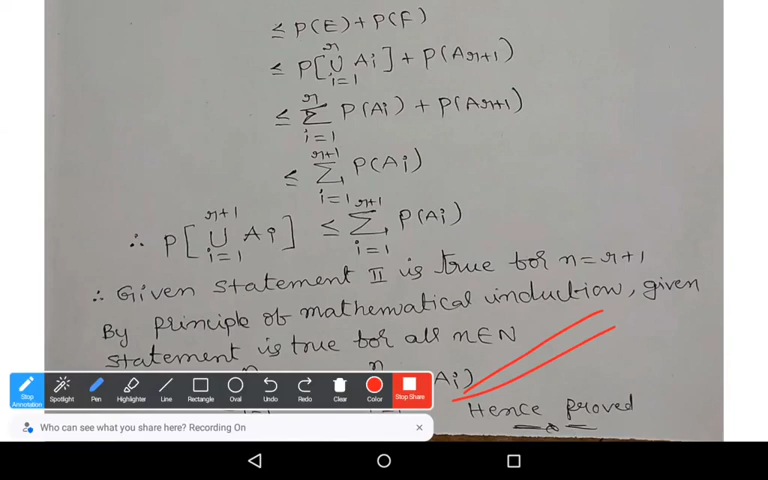 ≤ P(E) + P(F)
≤ P[⋃_{i=1}^{r} Ai] + P(Ar+1)
≤ ∑_{i=1}^{r} P(Ai) + P(Ar+1)
≤ ∑_{i=1}^{r+1} P(Ai)
∴ P[⋃_{i=1}^{r+1} Ai] ≤ ∑_{i=1}^{r+1} P(Ai)
∴ Given statement II is true for n = r+1
By principle of mathematical induction, given
statement is true for all n∈N
n n Ai)
Hence proved
Stop Annotation Spotlight Pen Highlighter Line Rectangle Oval Undo Redo Clear Color Stop Share
Who can see what you share here? Recording On